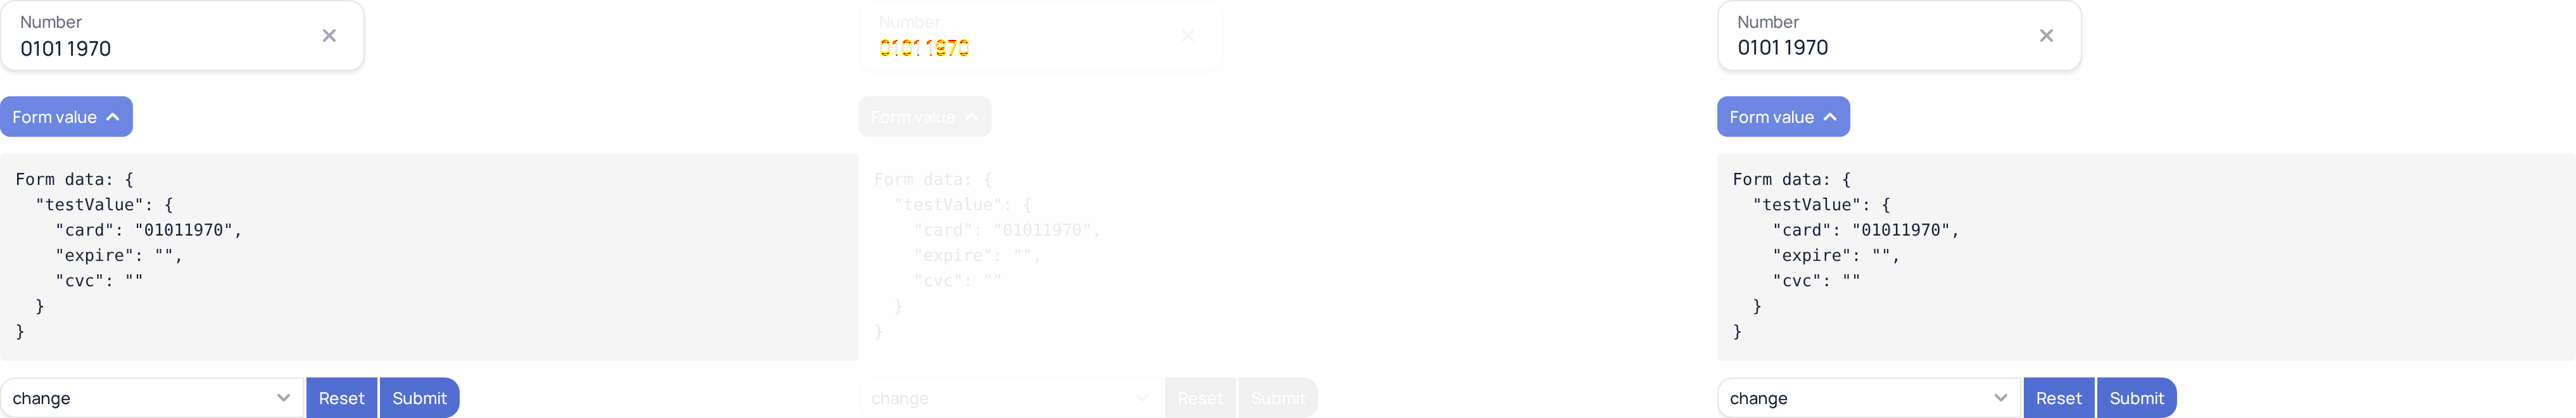 Number
0101 1970
Form value
Form data: {
"testValue": {
"card": "01011970",
"expire": "",
"cvc": ""
}
}
change
Reset
Submit
Number
0101 1970
Form value
Form data: {
"testValue": {
"card": "01011970",
"expire": "",
"cvc": ""
}
}
change
Reset
Submit
Number
0101 1970
Form value
Form data: {
"testValue": {
"card": "01011970",
"expire": "",
"cvc": ""
}
}
change
Reset
Submit